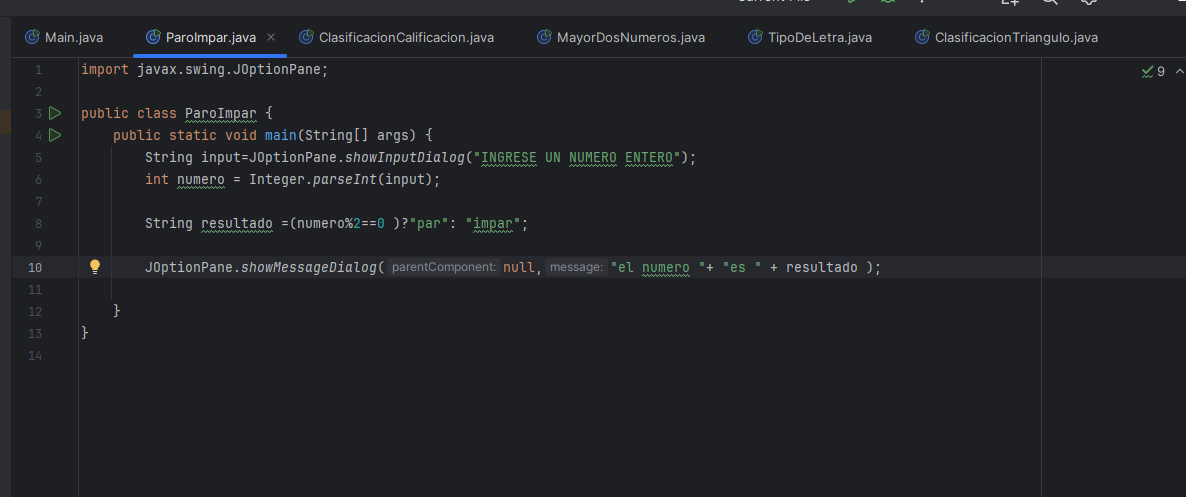 Main.java ParoImpar.java ClasificacionCalificacion.java MayorDosNumeros.java TipoDeLetra.java ClasificacionTriangulo.java
1 import javax.swing.JOptionPane; 9
2
3 public class ParoImpar {
4 public static void main(String[] args) {
5 String input=JOptionPane.showInputDialog("INGRESE UN NUMERO ENTERO");
6 int numero = Integer.parseInt(input);
7
8 String resultado =(numero%2==0 )?"par": "impar";
9
10 JOptionPane.showMessageDialog( parentComponent: null, message: "el numero "+ "es " + resultado );
11
12 }
13 }
14